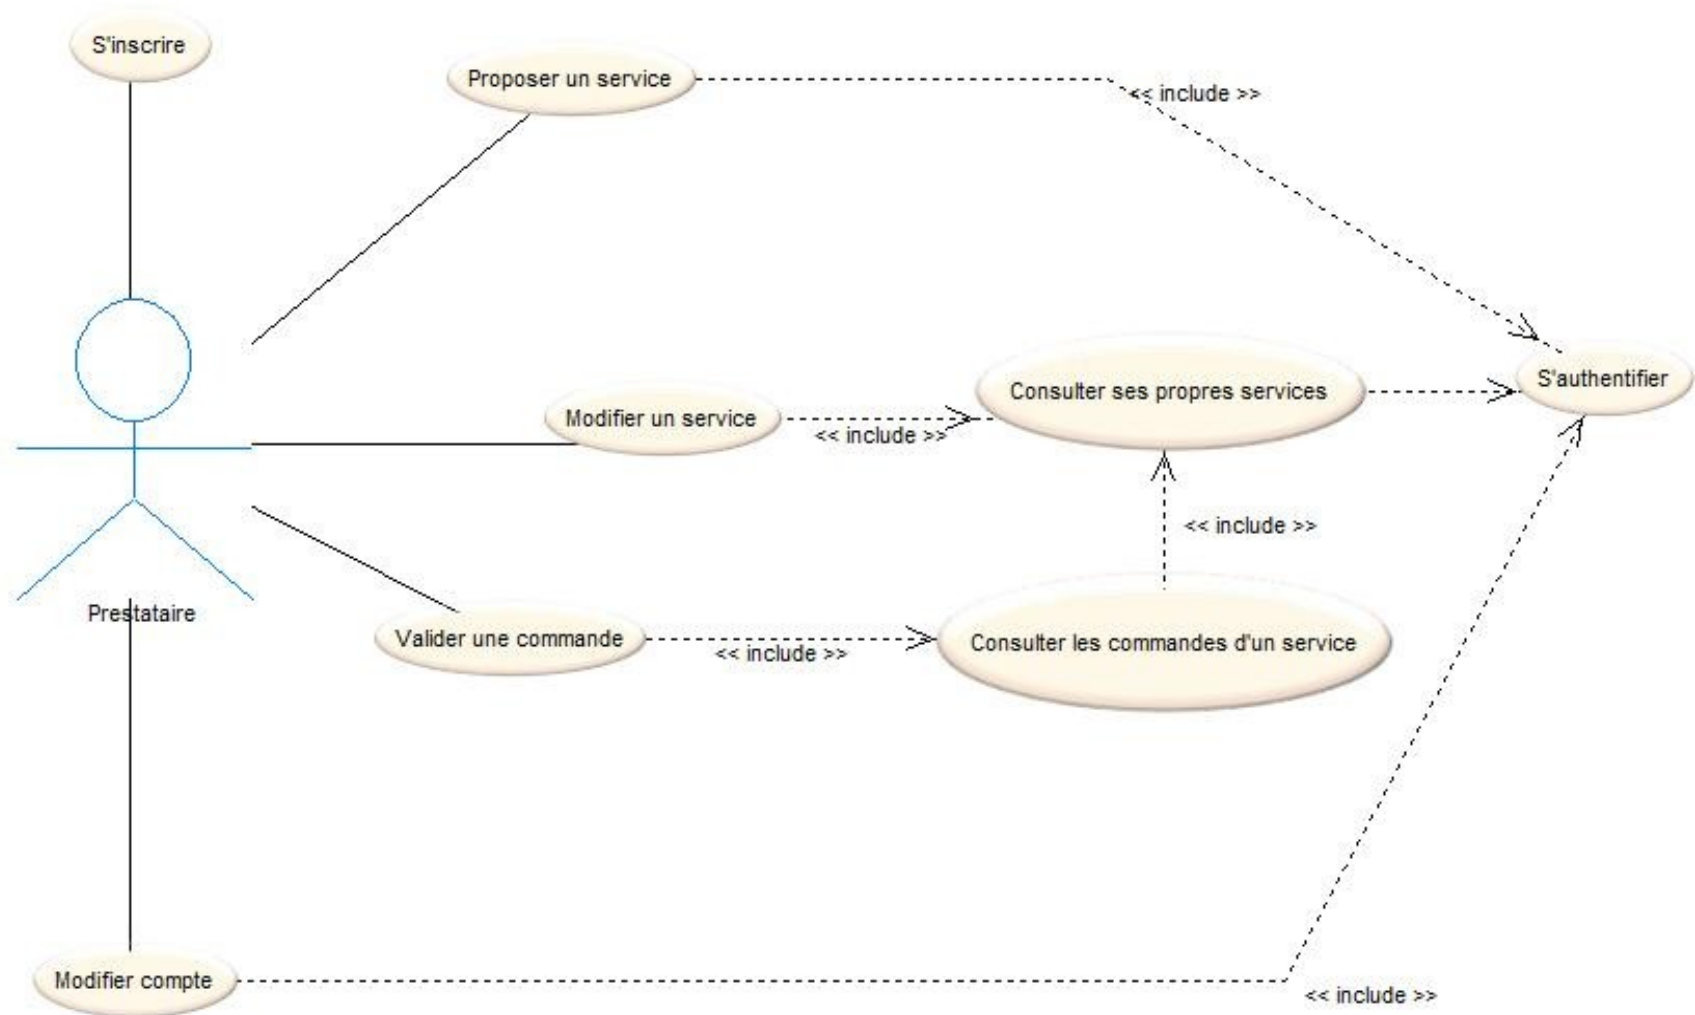 S'inscrire
Proposer un service
<< include >>
S'authentifier
Consulter ses propres services
Modifier un service
<< include >>
<< include >>
Prestataire
Valider une commande
<< include >>
Consulter les commandes d'un service
Modifier compte
<< include >>